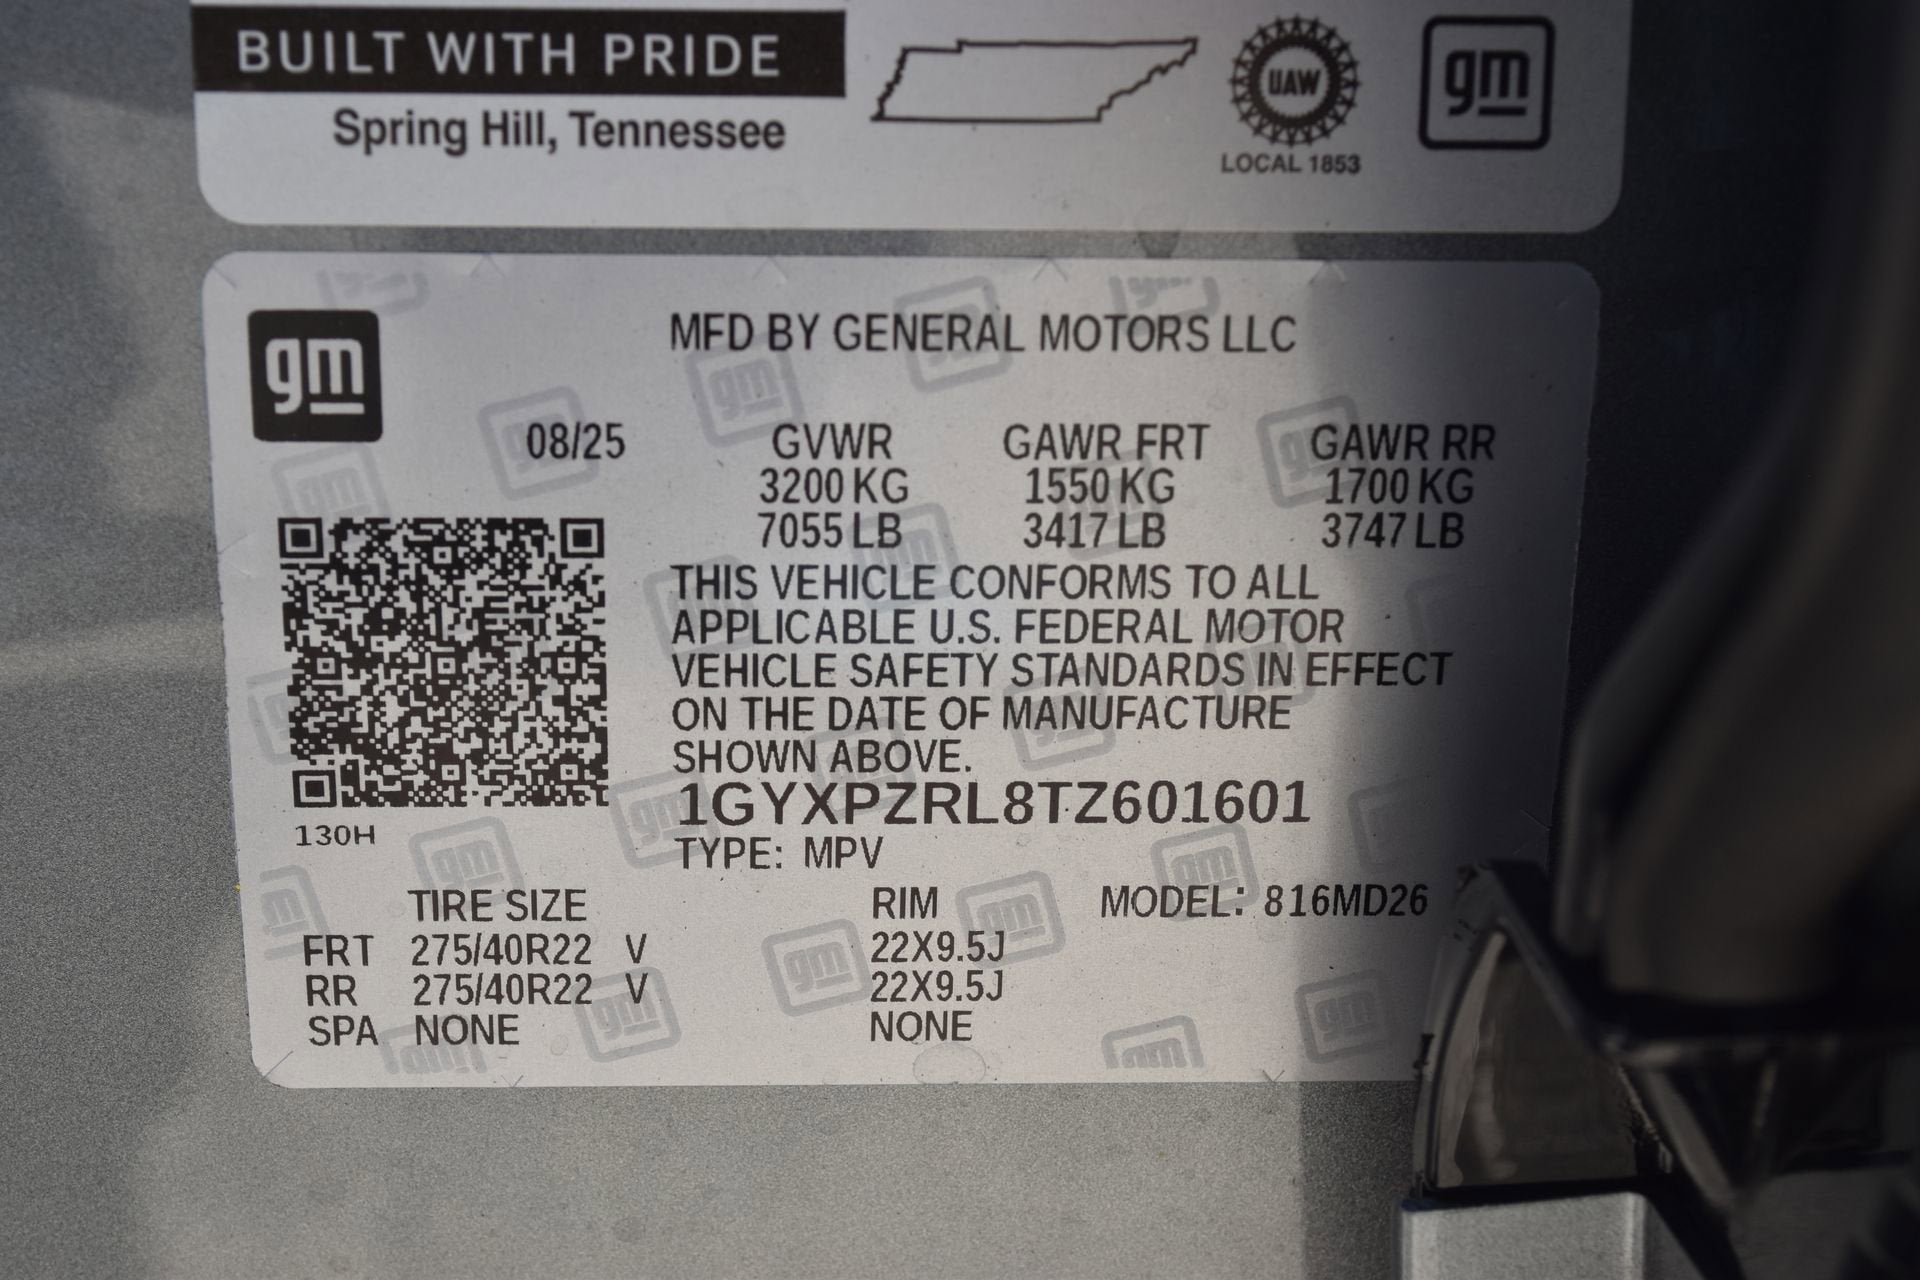 BUILT WITH PRIDE
Spring Hill, Tennessee
UAW
LOCAL 1853
gm
gm
MFD BY GENERAL MOTORS LLC
08/25 GVWR GAWR FRT GAWR RR
3200 KG 1550 KG 1700 KG
7055 LB 3417 LB 3747 LB
THIS VEHICLE CONFORMS TO ALL
APPLICABLE U.S. FEDERAL MOTOR
VEHICLE SAFETY STANDARDS IN EFFECT
ON THE DATE OF MANUFACTURE
SHOWN ABOVE.
1GYXPZRL8TZ601601
130H
TYPE: MPV
TIRE SIZE RIM MODEL: 816MD26
FRT 275/40R22 V 22X9.5J
RR 275/40R22 V 22X9.5J
SPA NONE NONE